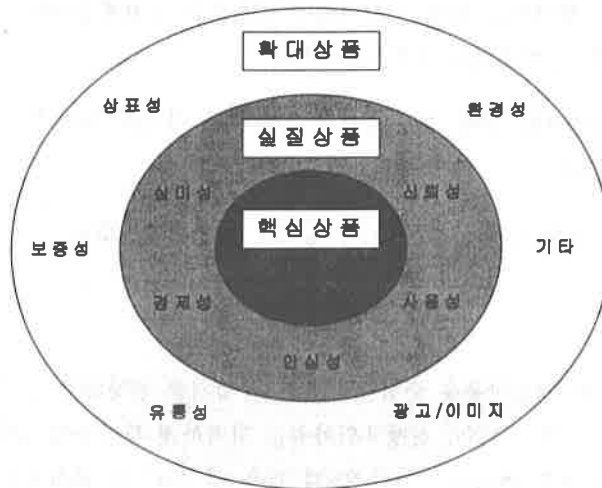 확대상품
상표성
환경성
실질상품
심미성
신뢰성
핵심상품
보증성
기타
경제성
사용성
안심성
유통성
광고/이미지